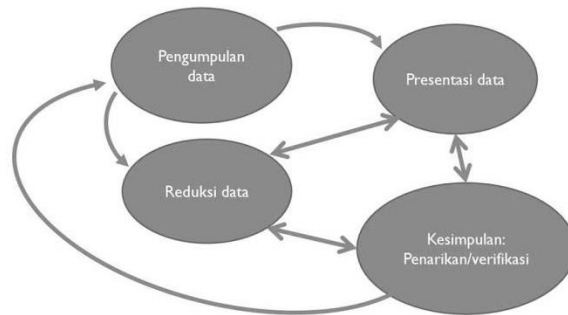 Pengumpulan
data
Presentasi data
Reduksi data
Kesimpulan:
Penarikan/verifikasi